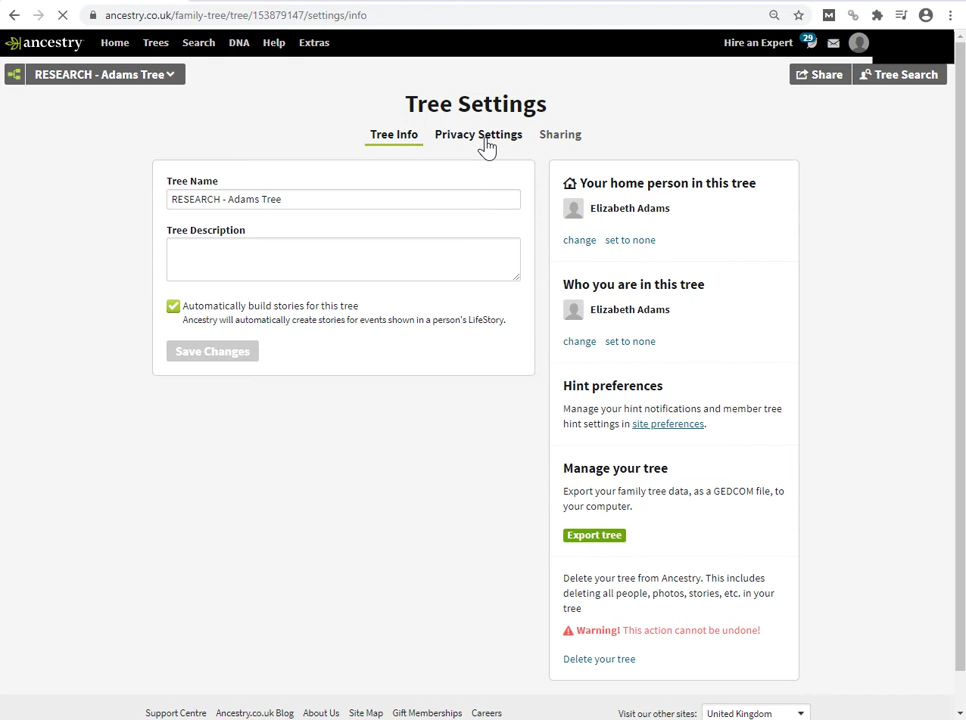 ancestry.co.uk/family-tree/tree/153879147/settings/info
ancestry Home Trees Search DNA Help Extras Hire an Expert 29
RESEARCH - Adams Tree Share Tree Search
Tree Settings
Tree Info Privacy Settings Sharing
Tree Name
RESEARCH - Adams Tree
Tree Description
Automatically build stories for this tree
Ancestry will automatically create stories for events shown in a person's LifeStory.
Save Changes
Your home person in this tree
Elizabeth Adams
change set to none
Who you are in this tree
Elizabeth Adams
change set to none
Hint preferences
Manage your hint notifications and member tree
hint settings in site preferences.
Manage your tree
Export your family tree data, as a GEDCOM file, to
your computer.
Export tree
Delete your tree from Ancestry. This includes
deleting all people, photos, stories, etc. in your
tree
Warning! This action cannot be undone!
Delete your tree
Support Centre Ancestry.co.uk Blog About Us Site Map Gift Memberships Careers Visit our other sites: United Kingdom